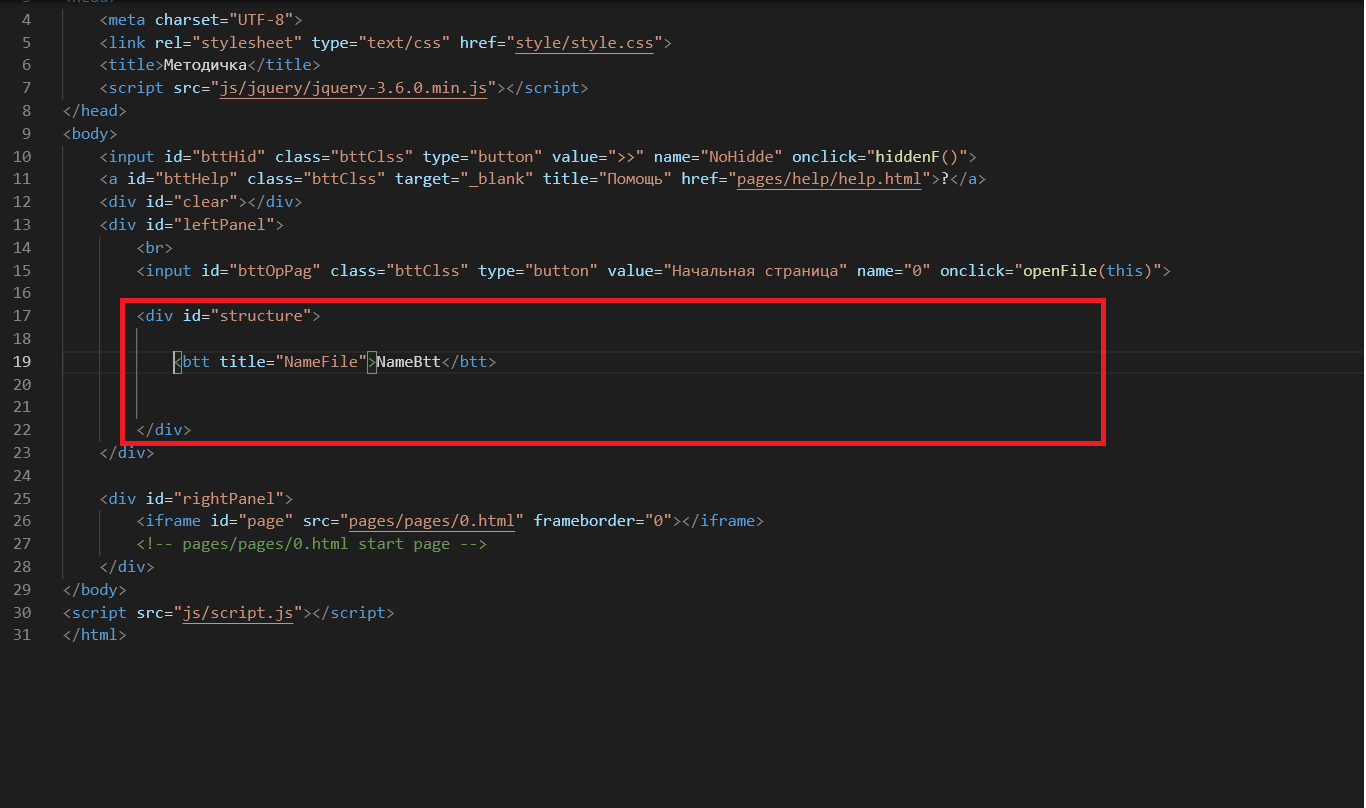 3 <head>
4 <meta charset="UTF-8">
5 <link rel="stylesheet" type="text/css" href="style/style.css">
6 <title>Методичка</title>
7 <script src="js/jquery/jquery-3.6.0.min.js"></script>
8 </head>
9 <body>
10 <input id="bttHid" class="bttClss" type="button" value=">>" name="NoHidde" onclick="hiddenF()">
11 <a id="bttHelp" class="bttClss" target="_blank" title="Помощь" href="pages/help/help.html">?</a>
12 <div id="clear"></div>
13 <div id="leftPanel">
14 <br>
15 <input id="bttOpPag" class="bttClss" type="button" value="Начальная страница" name="0" onclick="openFile(this)">
16
17 <div id="structure">
18
19 <btt title="NameFile">NameBtt</btt>
20
21
22 </div>
23 </div>
24
25 <div id="rightPanel">
26 <iframe id="page" src="pages/pages/0.html" frameborder="0"></iframe>
27 <!-- pages/pages/0.html start page -->
28 </div>
29 </body>
30 <script src="js/script.js"></script>
31 </html>